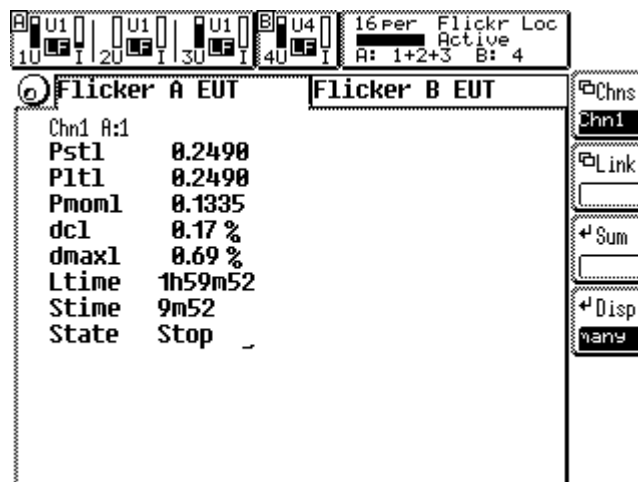 A U1 U1 U1 B U4 16 per Flickr Loc
LF LF LF LF Active
1U I 2U I 3U I 4U I A: 1+2+3 B: 4
Flicker A EUT Flicker B EUT
Chns
Chn1
Link
Sum
Disp
many
Chn1 A:1
Pstl 0.2490
Pltl 0.2490
Pmoml 0.1335
dcl 0.17 %
dmaxl 0.69 %
Ltime 1h59m52
Stime 9m52
State Stop